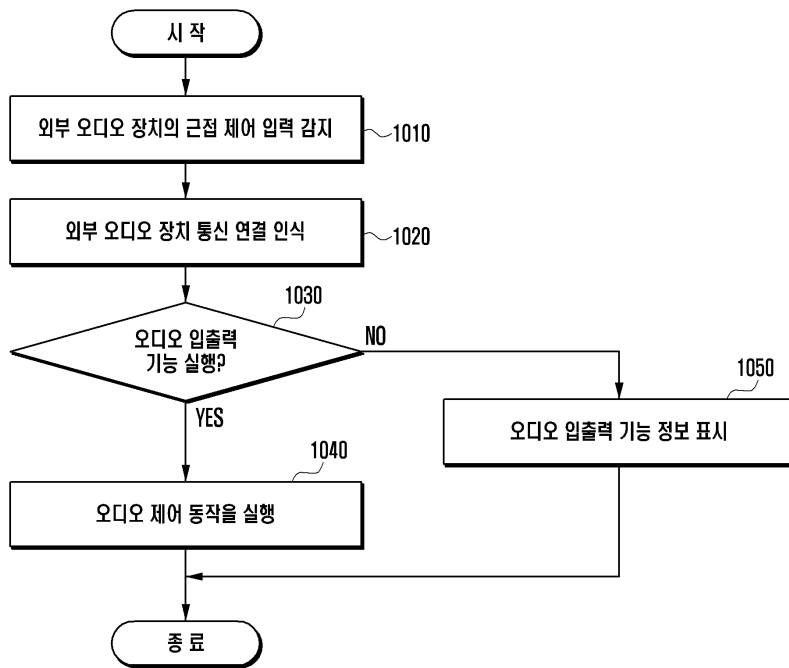 시 작
외부 오디오 장치의 근접 제어 입력 감지
1010
외부 오디오 장치 통신 연결 인식
1020
1030
오디오 입출력
기능 실행?
NO
YES
1050
오디오 입출력 기능 정보 표시
1040
오디오 제어 동작을 실행
종 료